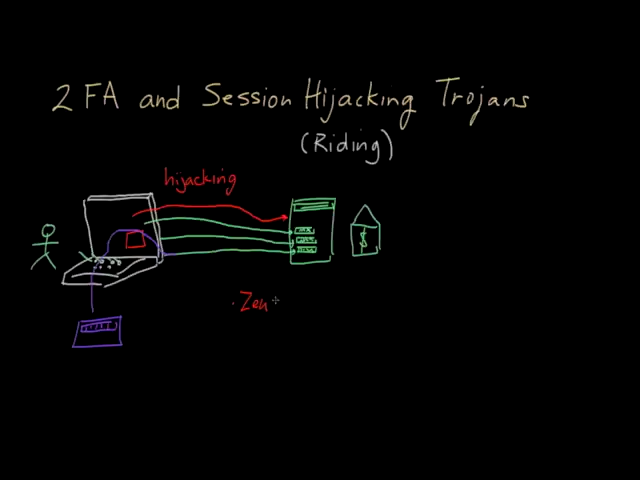 2 FA and Session Hijacking Trojans
(Riding)
hijacking
$
Zeu